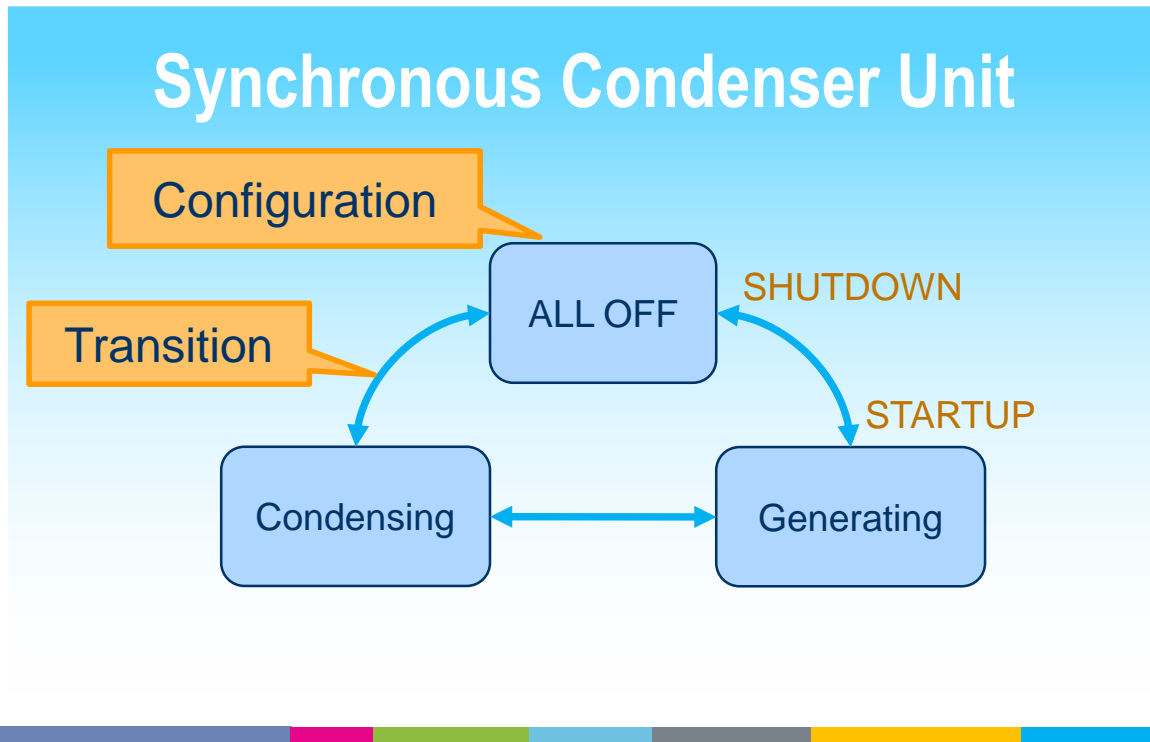 Synchronous Condenser Unit
Configuration
ALL OFF
SHUTDOWN
Transition
STARTUP
Condensing
Generating